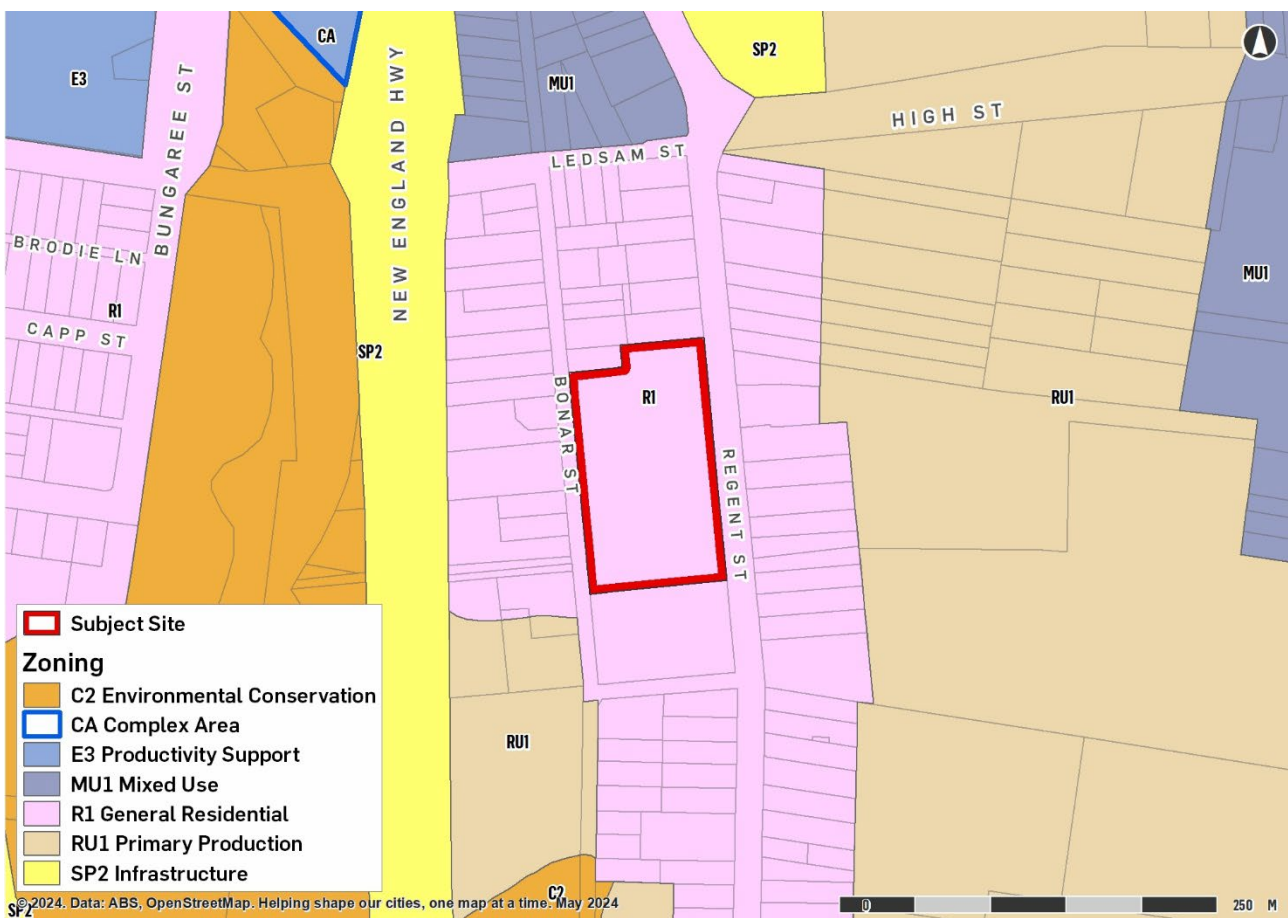 CA
SP2
E3
MU1
BUNGAREE ST
NEW ENGLAND HWY
HIGH ST
LEDSAM ST
BRODIE LN
MU1
R1
CAPP ST
SP2
BONAR ST
R1
RU1
REGENT ST
Subject Site
Zoning
C2 Environmental Conservation
CA Complex Area
E3 Productivity Support
MU1 Mixed Use
R1 General Residential
RU1 Primary Production
SP2 Infrastructure
RU1
C2
SP2
© 2024. Data: ABS, OpenStreetMap. Helping shape our cities, one map at a time. May 2024
0 250 M